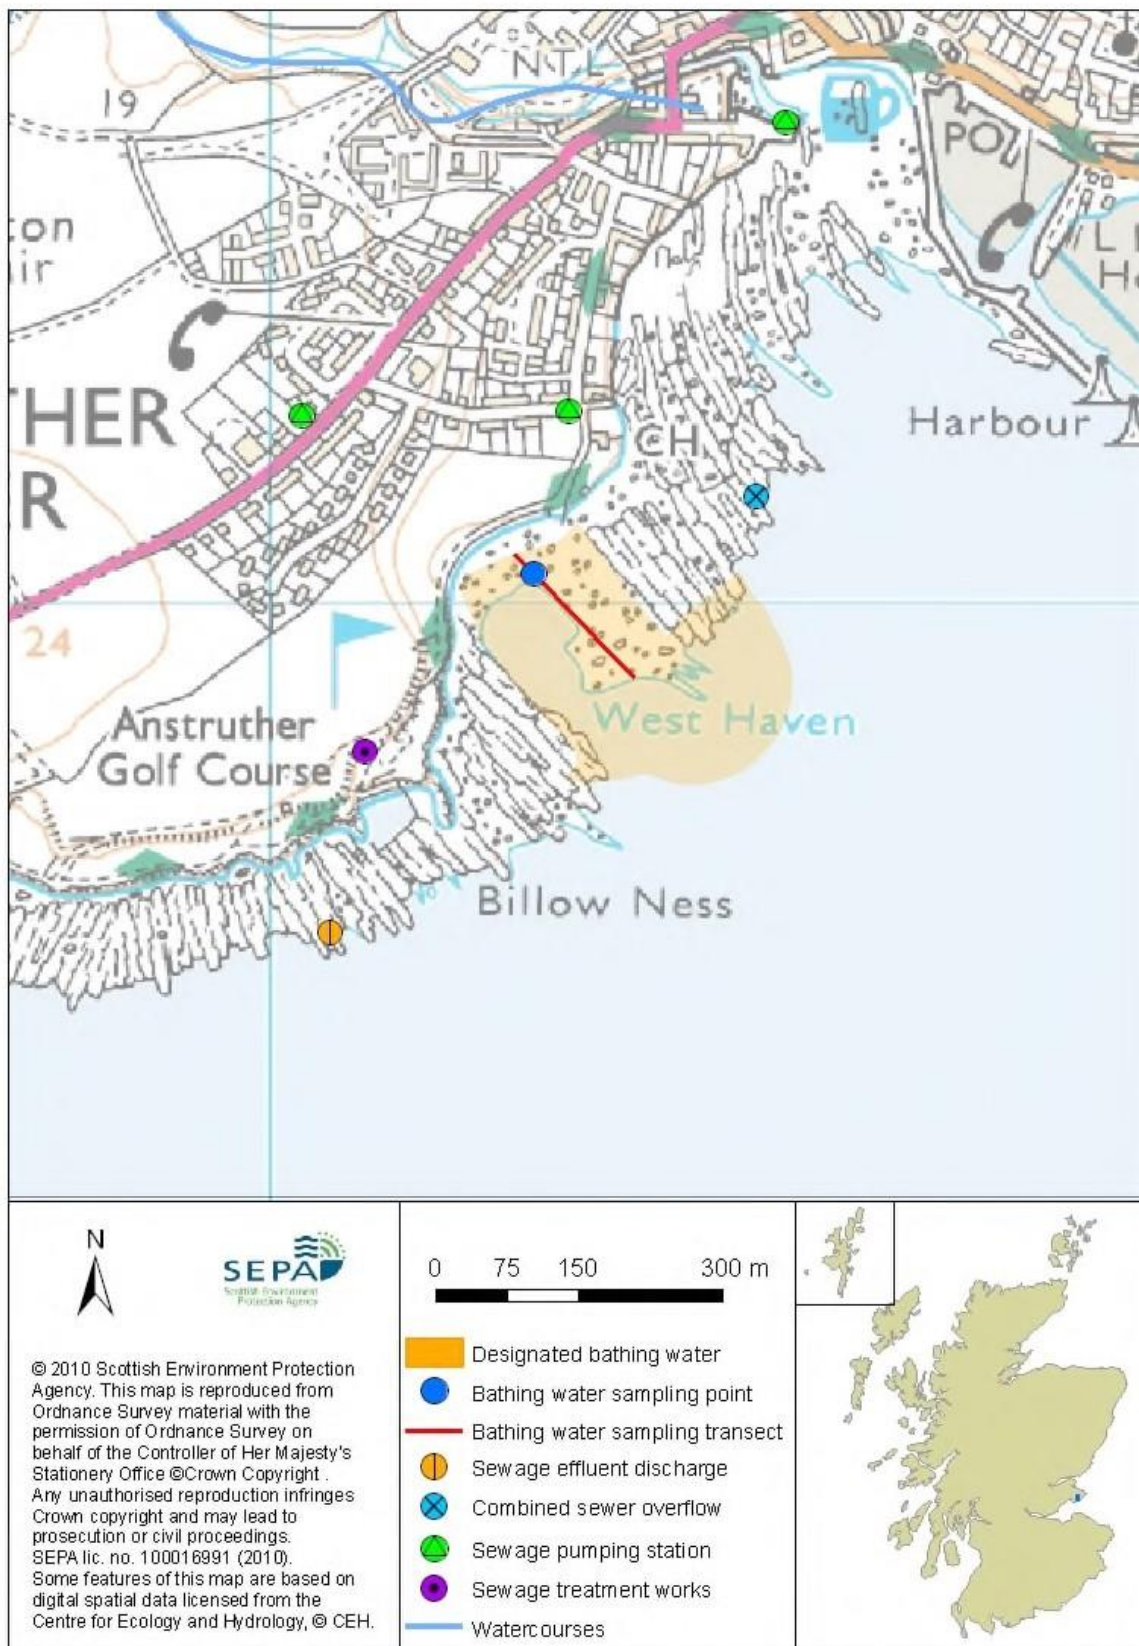 NTL
19
PO
ton
air
L
H
THER
ER
CH
Harbour
24
West Haven
Anstruther
Golf Course
Billow Ness
N
SEPA
Scottish Environment
Protection Agency
© 2010 Scottish Environment Protection
Agency. This map is reproduced from
Ordnance Survey material with the
permission of Ordnance Survey on
behalf of the Controller of Her Majesty's
Stationery Office ©Crown Copyright .
Any unauthorised reproduction infringes
Crown copyright and may lead to
prosecution or civil proceedings.
SEPA lic. no. 100016991 (2010).
Some features of this map are based on
digital spatial data licensed from the
Centre for Ecology and Hydrology, © CEH.
0 75 150 300 m
Designated bathing water
Bathing water sampling point
Bathing water sampling transect
Sewage effluent discharge
Combined sewer overflow
Sewage pumping station
Sewage treatment works
Watercourses